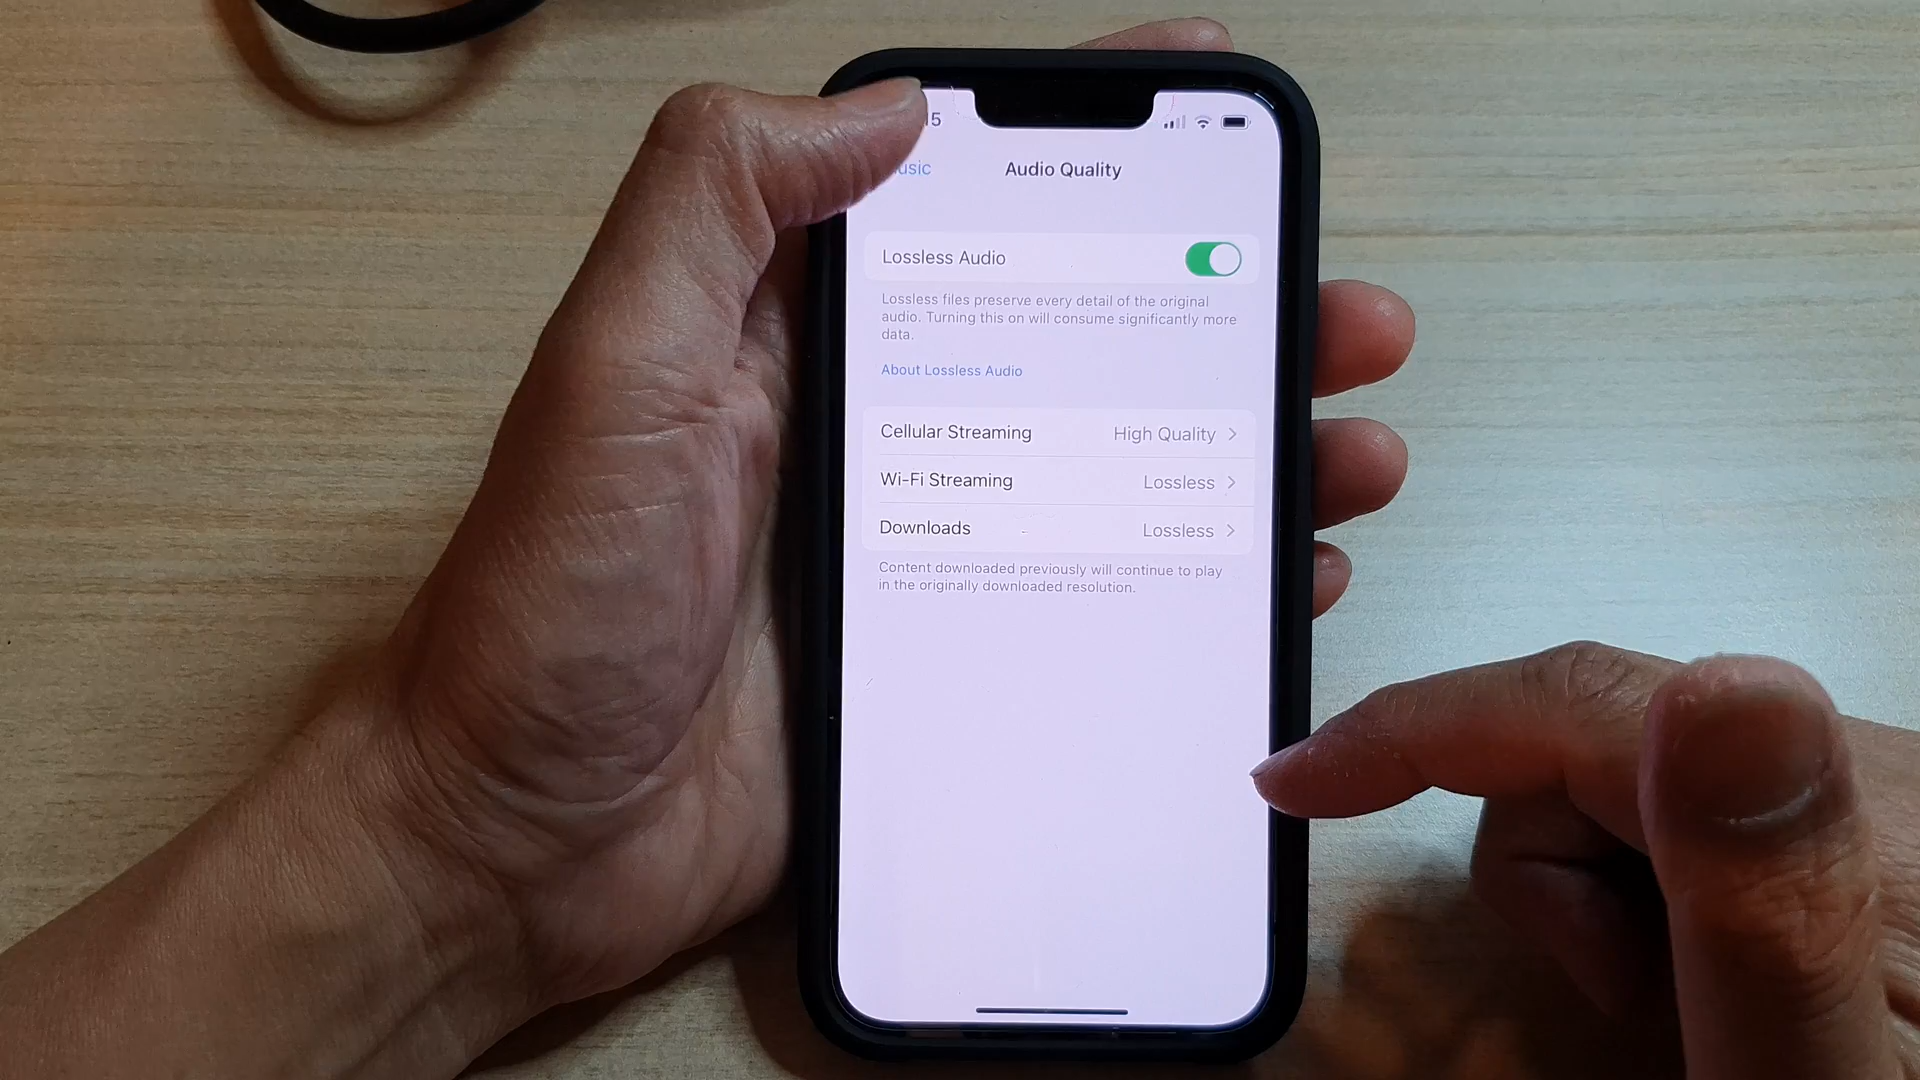 15
usic
Audio Quality
Lossless Audio
Lossless files preserve every detail of the original
audio. Turning this on will consume significantly more
data.
About Lossless Audio
Cellular Streaming High Quality
Wi-Fi Streaming Lossless
Downloads Lossless
Content downloaded previously will continue to play
in the originally downloaded resolution.